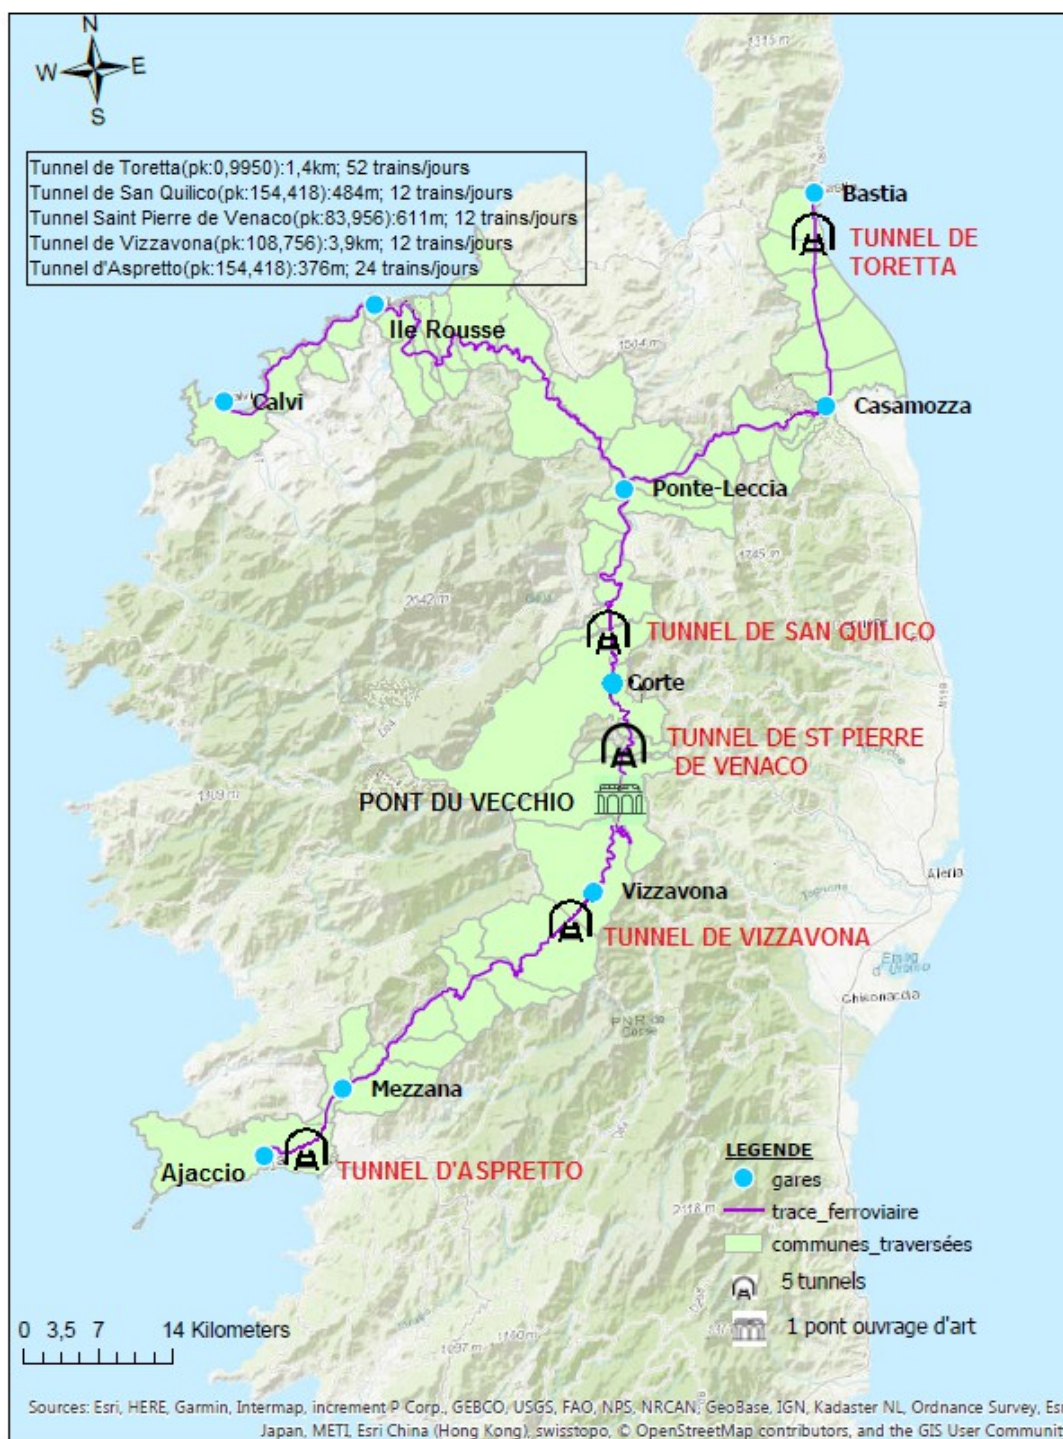 N
W E
S
Tunnel de Toretta(pk:0,9950):1,4km; 52 trains/jours
Tunnel de San Quilico(pk:154,418):484m; 12 trains/jours
Tunnel Saint Pierre de Venaco(pk:83,956):611m; 12 trains/jours
Tunnel de Vizzavona(pk:108,756):3,9km; 12 trains/jours
Tunnel d'Aspretto(pk:154,418):376m; 24 trains/jours
Bastia
TUNNEL DE
TORETTA
Ile Rousse
Calvi
Casamozza
Ponte-Leccia
TUNNEL DE SAN QUILICO
Corte
TUNNEL DE ST PIERRE
DE VENACO
PONT DU VECCHIO
Aleria
Vizzavona
TUNNEL DE VIZZAVONA
Ghisonaccia
Mezzana
Ajaccio
TUNNEL D'ASPRETTO
LEGENDE
gares
trace_ferroviaire
communes_traversées
5 tunnels
1 pont ouvrage d'art
0 3,5 7 14 Kilometers
Sources: Esri, HERE, Garmin, Intermap, increment P Corp., GEBCO, USGS, FAO, NPS, NRCAN, GeoBase, IGN, Kadaster NL, Ordnance Survey, Esri
Japan, METI, Esri China (Hong Kong), swisstopo, © OpenStreetMap contributors, and the GIS User Communi